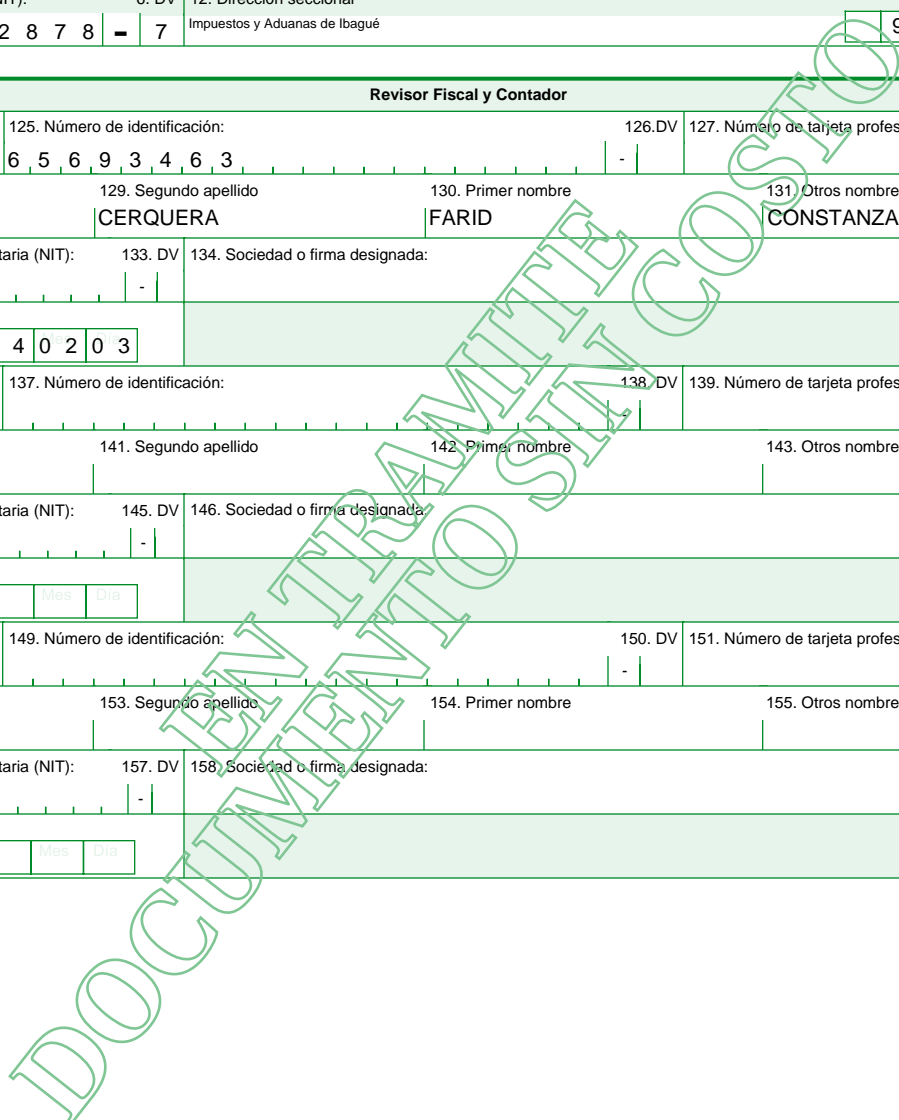 IT): 6. DV 12. Dirección seccional
2 8 7 8 - 7 Impuestos y Aduanas de Ibagué 9
Revisor Fiscal y Contador
125. Número de identificación: 126.DV 127. Número de tarjeta profes
6 5 6 9 3 4 6 3 -
129. Segundo apellido 130. Primer nombre 131. Otros nombre
CERQUERA FARID CONSTANZA
taria (NIT): 133. DV 134. Sociedad o firma designada:
-
4 0 2 0 3
137. Número de identificación: 138. DV 139. Número de tarjeta profes
-
141. Segundo apellido 142. Primer nombre 143. Otros nombre
taria (NIT): 145. DV 146. Sociedad o firma designada:
-
Mes Día
149. Número de identificación: 150. DV 151. Número de tarjeta profes
-
153. Segundo apellido 154. Primer nombre 155. Otros nombre
taria (NIT): 157. DV 158. Sociedad o firma designada:
-
Mes Día
EN TRAMITE
DOCUMENTO SIN COSTO